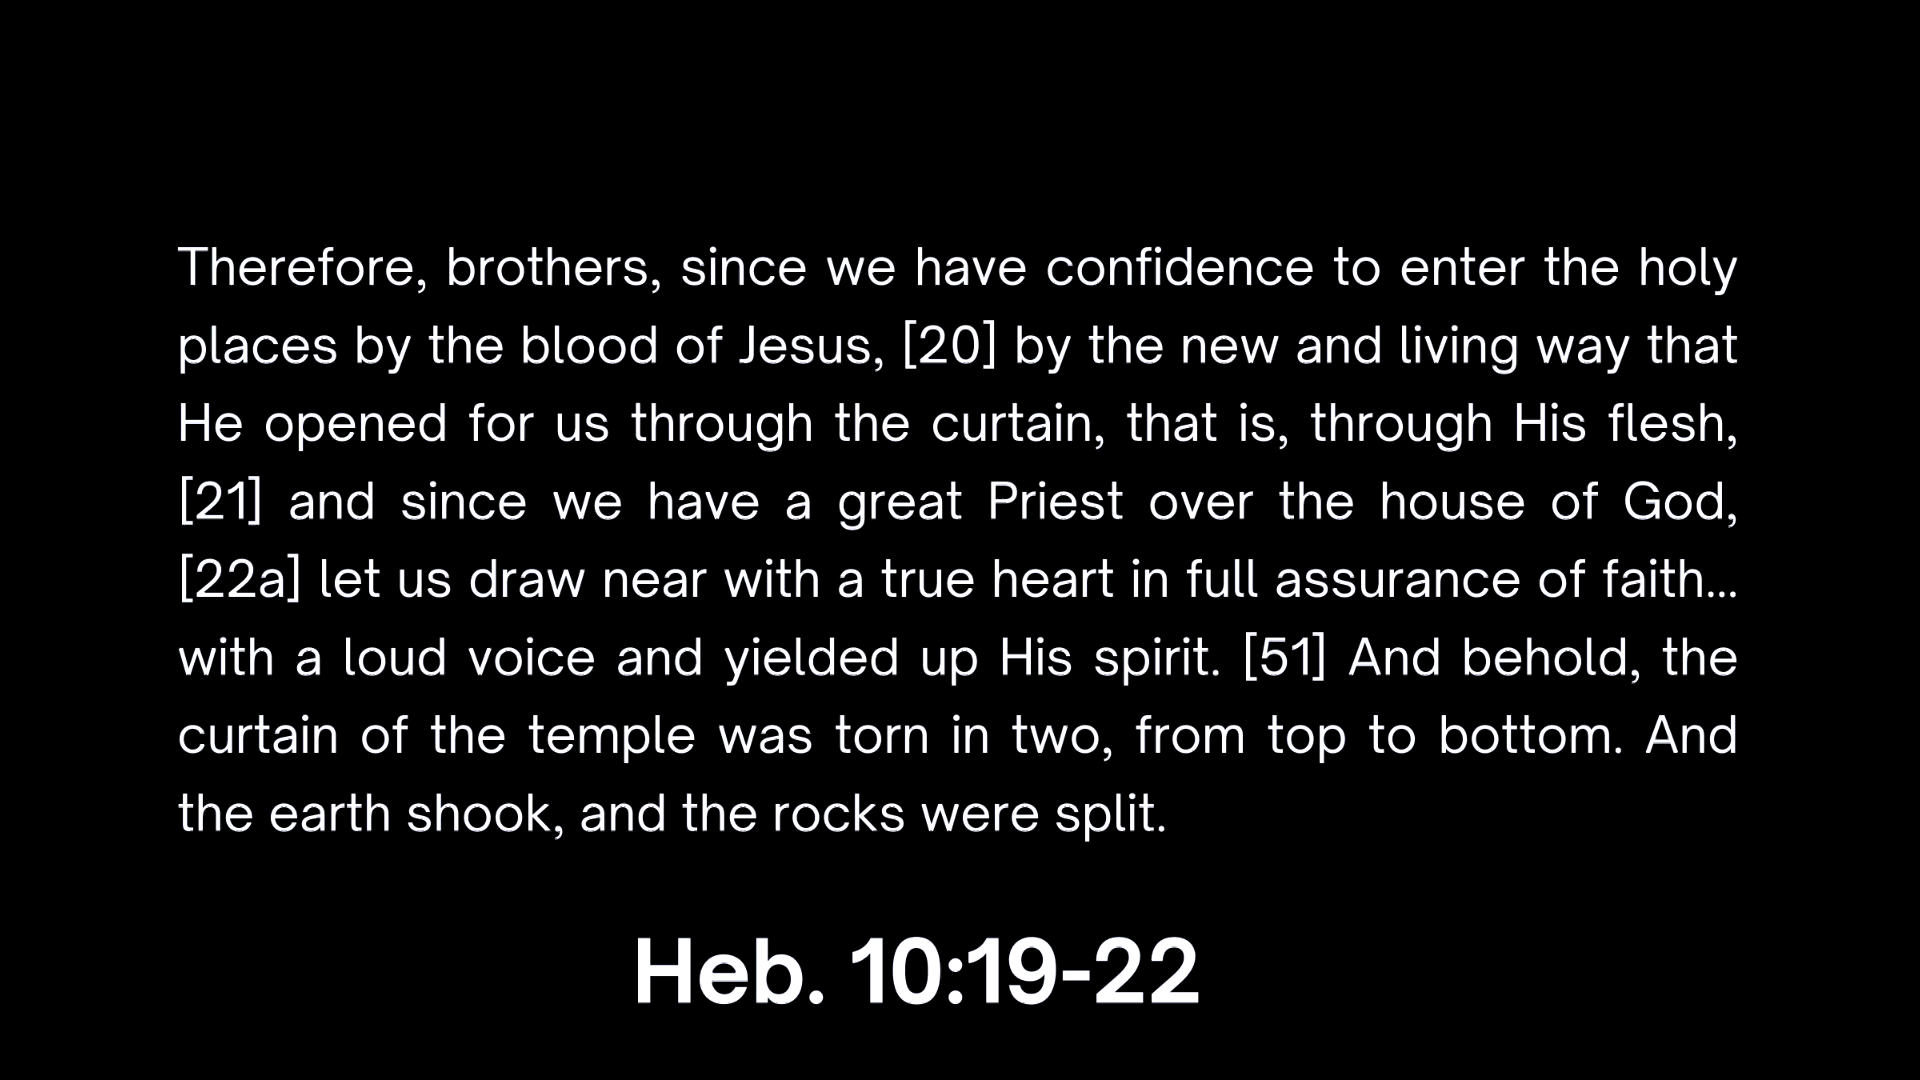 Therefore, brothers, since we have confidence to enter the holy
places by the blood of Jesus, [20] by the new and living way that
He opened for us through the curtain, that is, through His flesh,
[21] and since we have a great Priest over the house of God,
[22a] let us draw near with a true heart in full assurance of faith...
with a loud voice and yielded up His spirit. [51] And behold, the
curtain of the temple was torn in two, from top to bottom. And
the earth shook, and the rocks were split.
Heb. 10:19-22